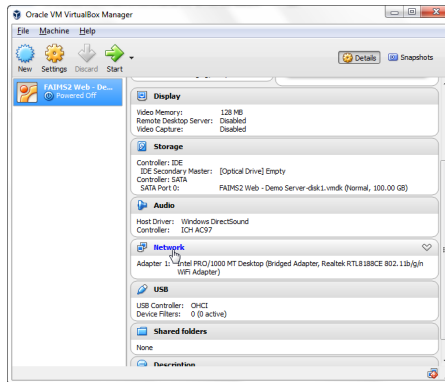 Oracle VM VirtualBox Manager
File Machine Help
New Settings Discard Start
Details Snapshots
FAIMS2 Web - De...
Powered Off
Display
Video Memory: 128 MB
Remote Desktop Server: Disabled
Video Capture: Disabled
Storage
Controller: IDE
IDE Secondary Master: [Optical Drive] Empty
Controller: SATA
SATA Port 0: FAIMS2 Web - Demo Server-disk1.vmdk (Normal, 100.00 GB)
Audio
Host Driver: Windows DirectSound
Controller: ICH AC97
Network
Adapter 1: Intel PRO/1000 MT Desktop (Bridged Adapter, Realtek RTL8188CE 802.11b/g/n
WiFi Adapter)
USB
USB Controller: OHCI
Device Filters: 0 (0 active)
Shared folders
None
Description